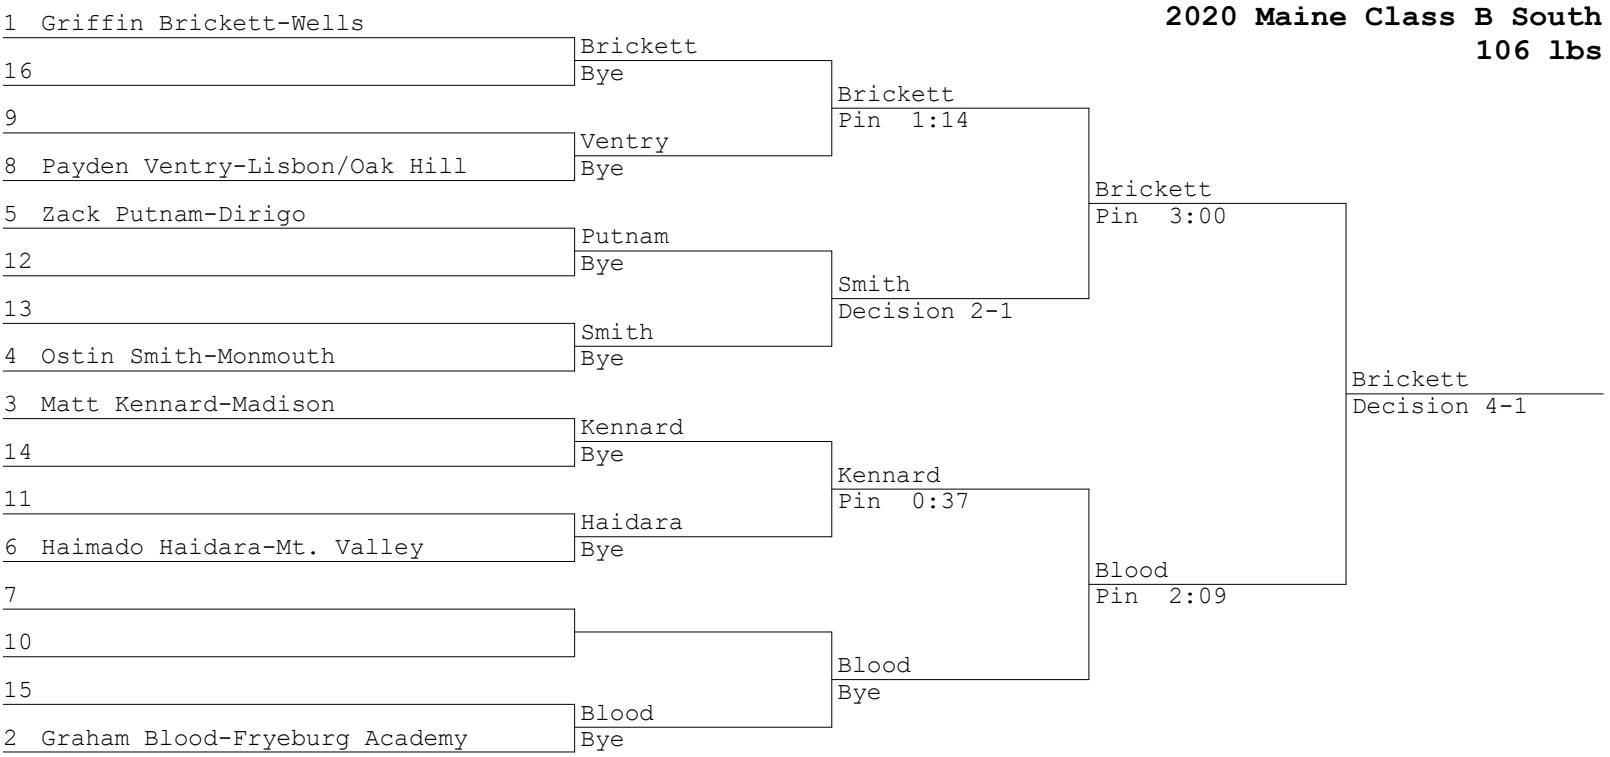 2020 Maine Class B South
106 lbs
1 Griffin Brickett-Wells
16
9
8 Payden Ventry-Lisbon/Oak Hill
5 Zack Putnam-Dirigo
12
13
4 Ostin Smith-Monmouth
3 Matt Kennard-Madison
14
11
6 Haimado Haidara-Mt. Valley
7
10
15
2 Graham Blood-Fryeburg Academy
Brickett
Bye
Ventry
Bye
Putnam
Bye
Smith
Bye
Kennard
Bye
Haidara
Bye
Blood
Bye
Brickett
Pin 1:14
Smith
Decision 2-1
Kennard
Pin 0:37
Blood
Bye
Brickett
Pin 3:00
Blood
Pin 2:09
Brickett
Decision 4-1